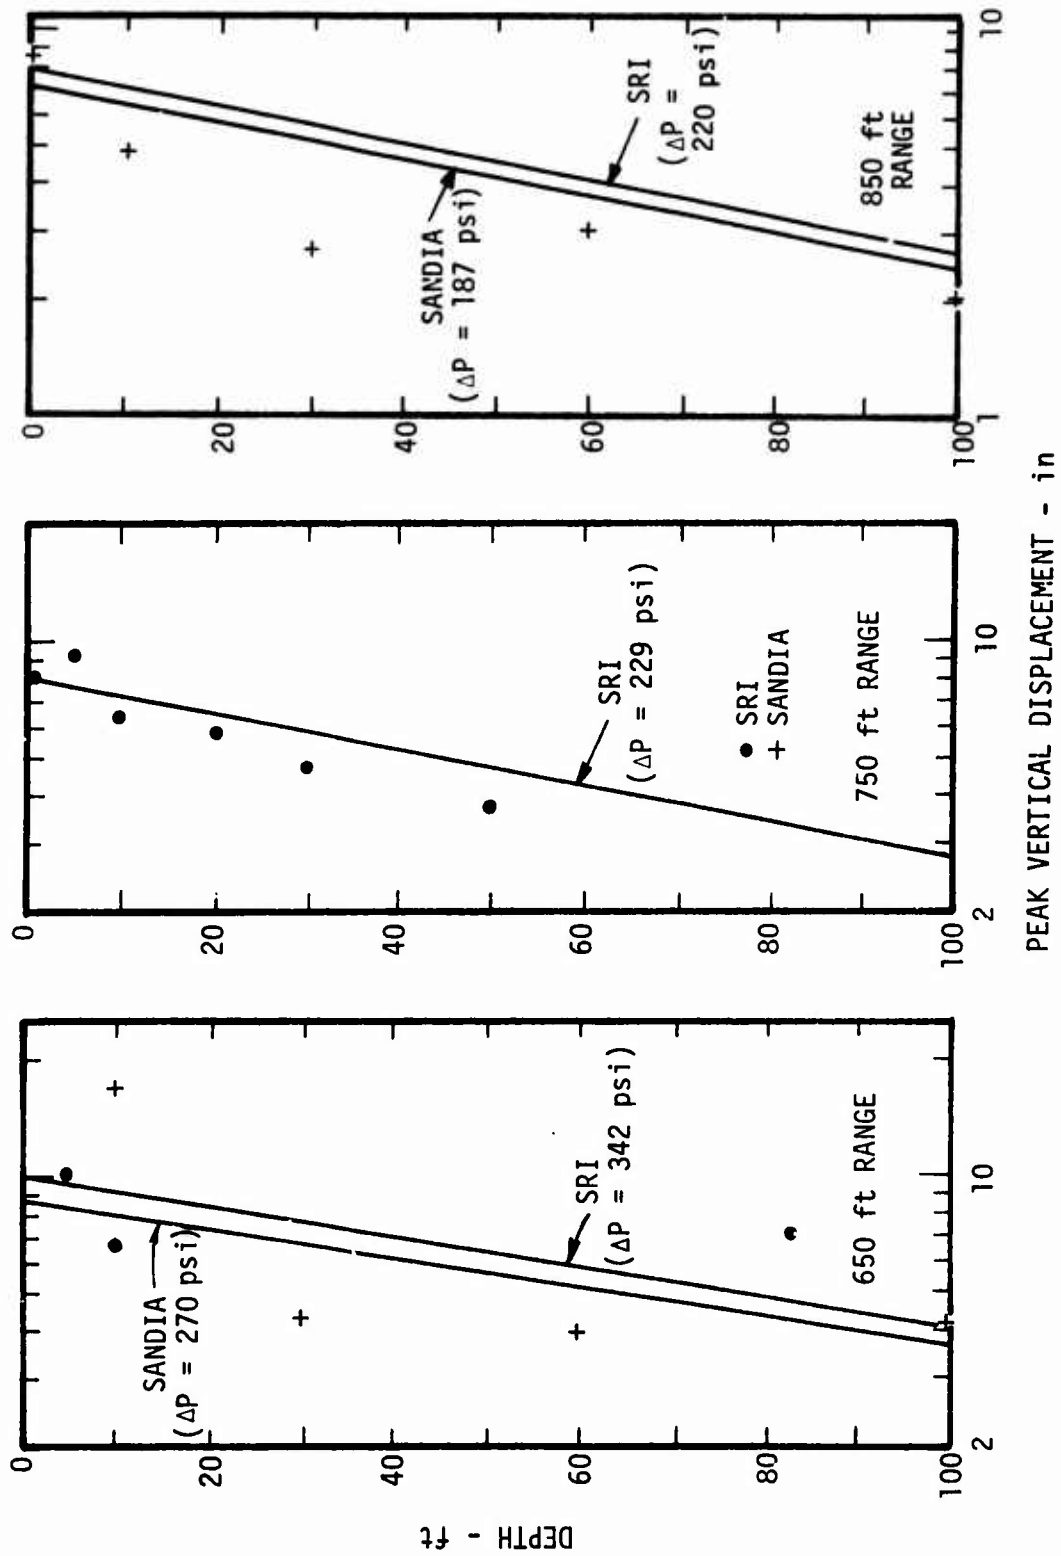 DEPTH - ft
0
20
40
60
80
100
2
10
SANDIA
(ΔP = 270 psi)
SRI
(ΔP = 342 psi)
650 ft RANGE
0
20
40
60
80
100
2
10
SRI
(ΔP = 229 psi)
● SRI
+ SANDIA
750 ft RANGE
0
20
40
60
80
100
1
10
SANDIA
(ΔP = 187 psi)
SRI
(ΔP =
220 psi)
850 ft
RANGE
PEAK VERTICAL DISPLACEMENT - in